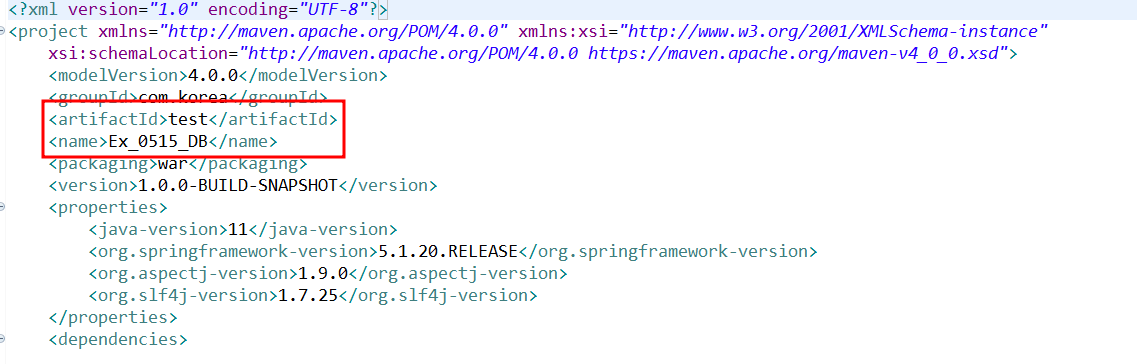 <?xml version="1.0" encoding="UTF-8"?>
<project xmlns="http://maven.apache.org/POM/4.0.0" xmlns:xsi="http://www.w3.org/2001/XMLSchema-instance"
xsi:schemaLocation="http://maven.apache.org/POM/4.0.0 https://maven.apache.org/maven-v4_0_0.xsd">
<modelVersion>4.0.0</modelVersion>
<groupId>com.korea</groupId>
<artifactId>test</artifactId>
<name>Ex_0515_DB</name>
<packaging>war</packaging>
<version>1.0.0-BUILD-SNAPSHOT</version>
<properties>
<java-version>11</java-version>
<org.springframework-version>5.1.20.RELEASE</org.springframework-version>
<org.aspectj-version>1.9.0</org.aspectj-version>
<org.slf4j-version>1.7.25</org.slf4j-version>
</properties>
<dependencies>